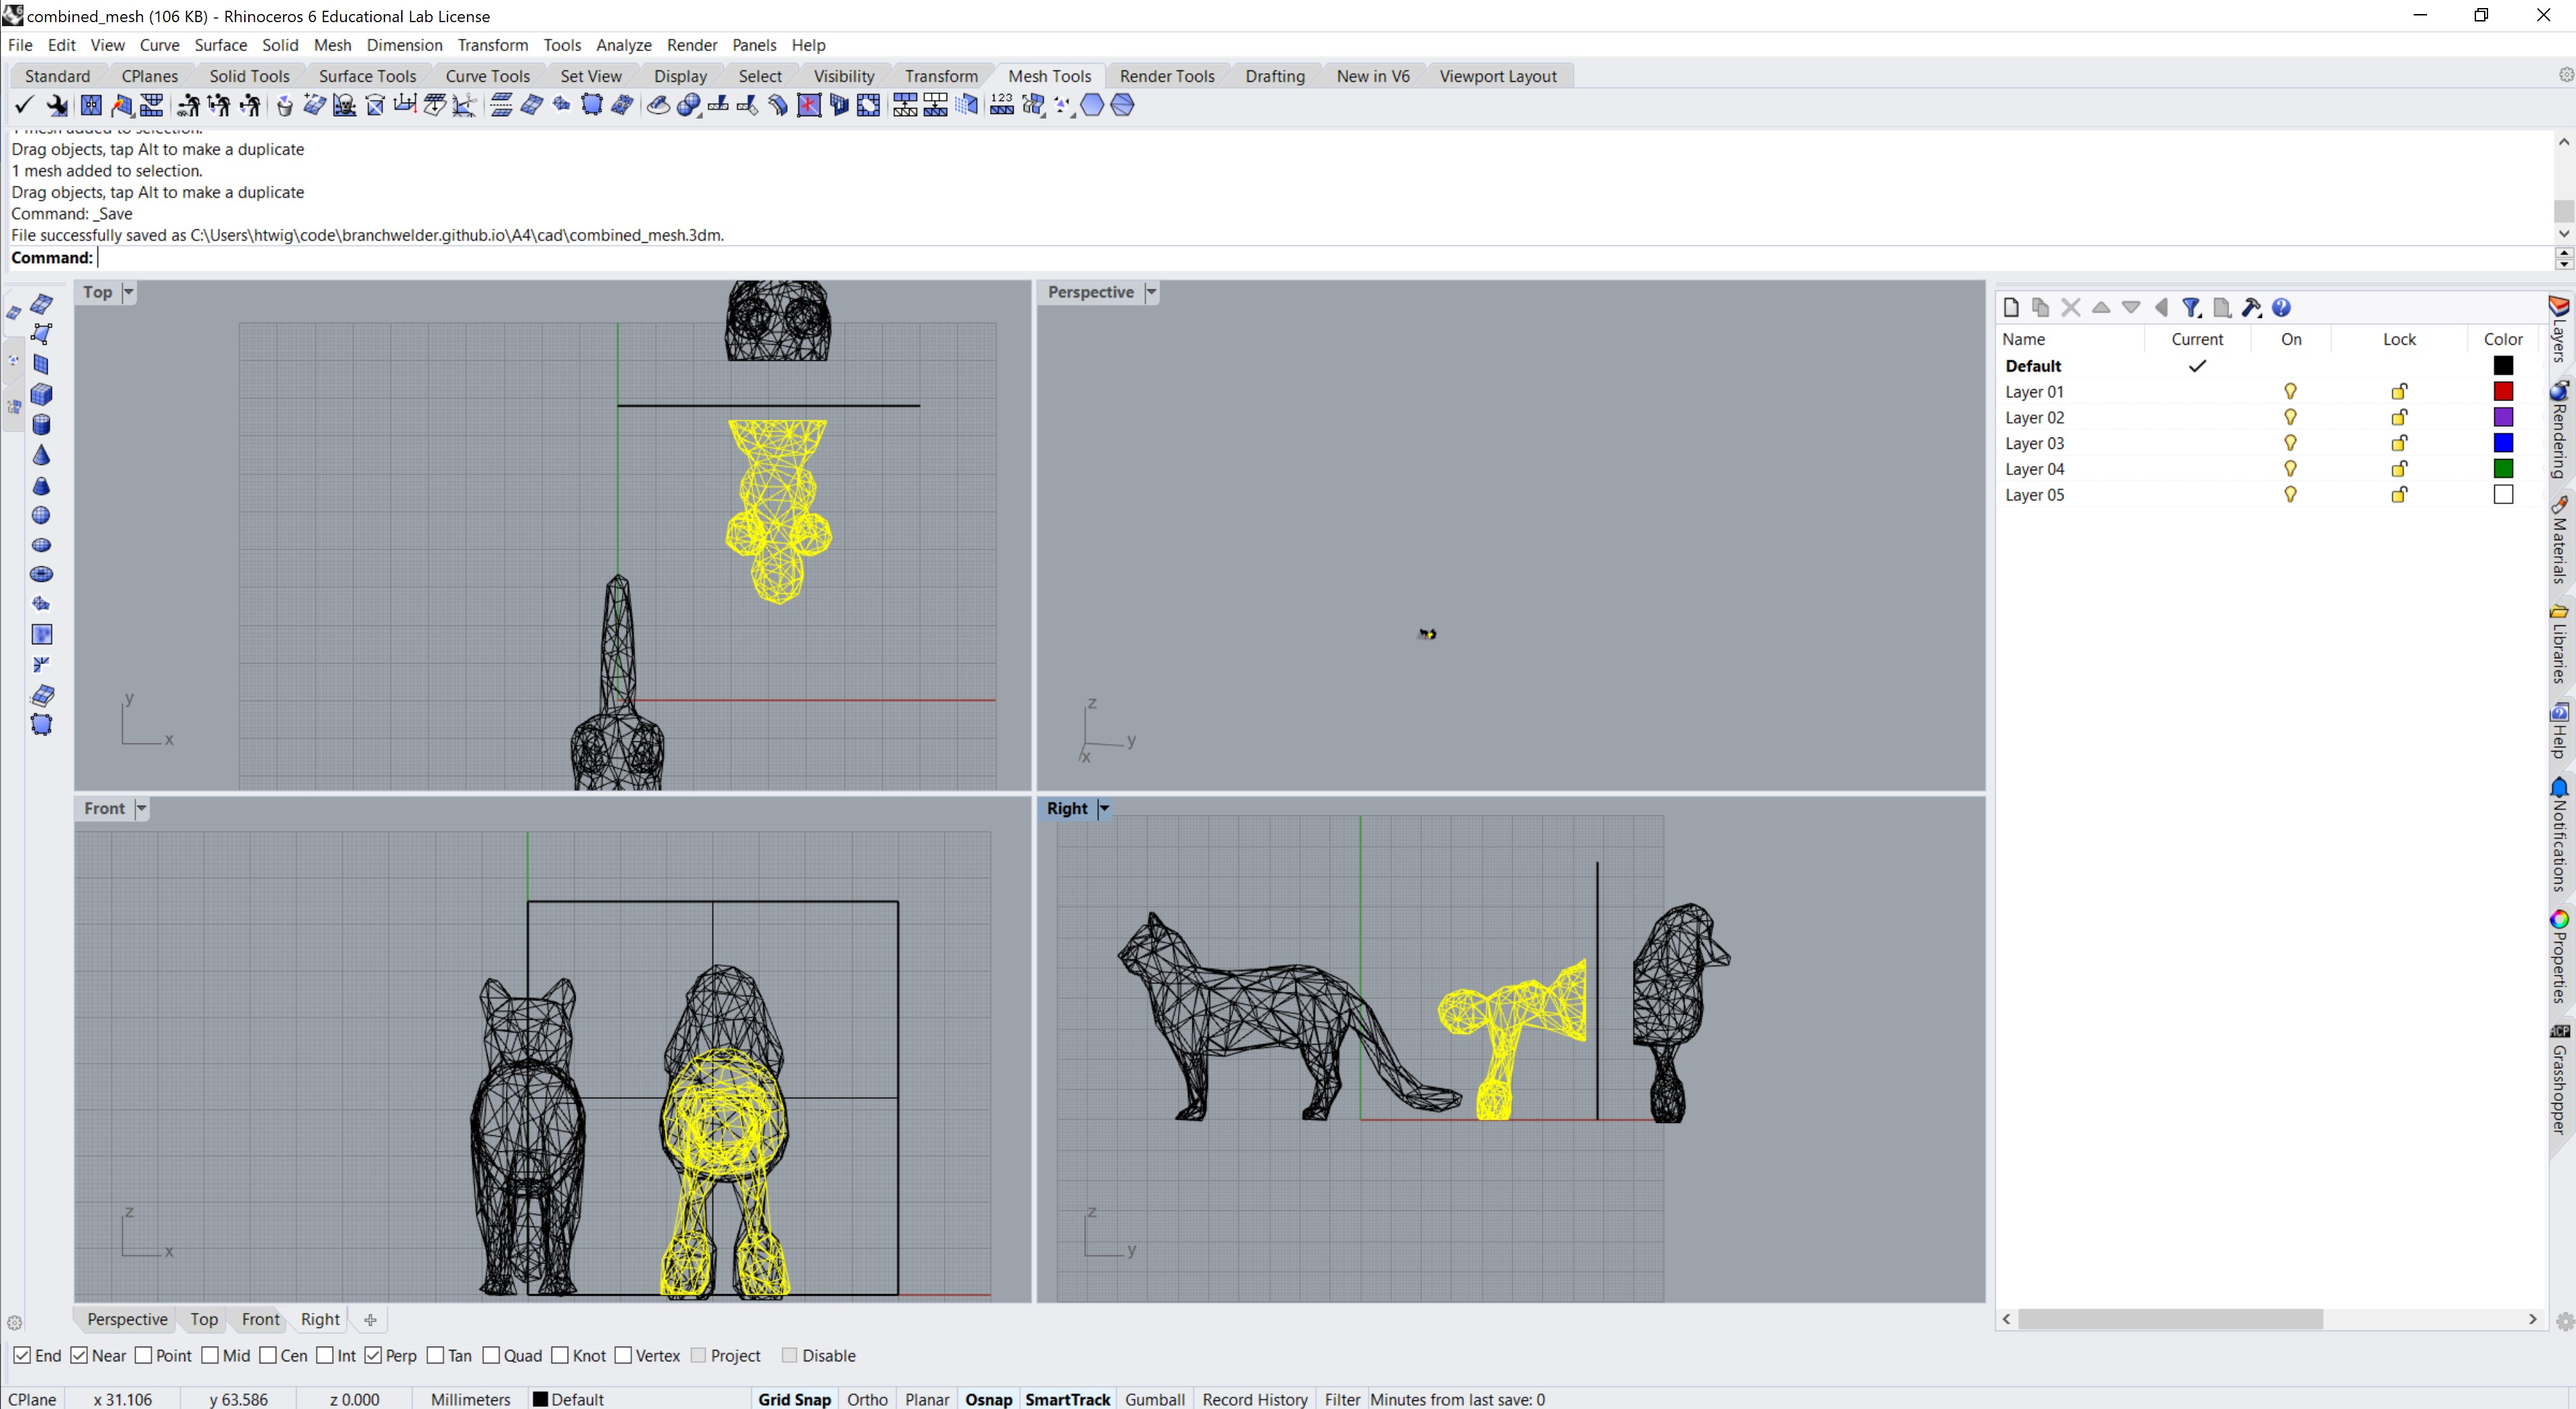 combined_mesh (106 KB) - Rhinoceros 6 Educational Lab License
File Edit View Curve Surface Solid Mesh Dimension Transform Tools Analyze Render Panels Help
Standard CPlanes Solid Tools Surface Tools Curve Tools Set View Display Select Visibility Transform Mesh Tools Render Tools Drafting New in V6 Viewport Layout
123
1 mesh added to selection.
Drag objects, tap Alt to make a duplicate
1 mesh added to selection.
Drag objects, tap Alt to make a duplicate
Command: _Save
File successfully saved as C:\Users\htwig\code\branchwelder.github.io\A4\cad\combined_mesh.3dm.
Command:
Top
y
x
Perspective
z
y
x
Front
z
x
Right
z
y
Name Current On Lock Color
Default
Layer 01
Layer 02
Layer 03
Layer 04
Layer 05
Layers
Rendering
Materials
Libraries
Help
Notifications
Properties
Grasshopper
Perspective Top Front Right
End Near Point Mid Cen Int Perp Tan Quad Knot Vertex Project Disable
CPlane x 31.106 y 63.586 z 0.000 Millimeters Default Grid Snap Ortho Planar Osnap SmartTrack Gumball Record History Filter Minutes from last save: 0